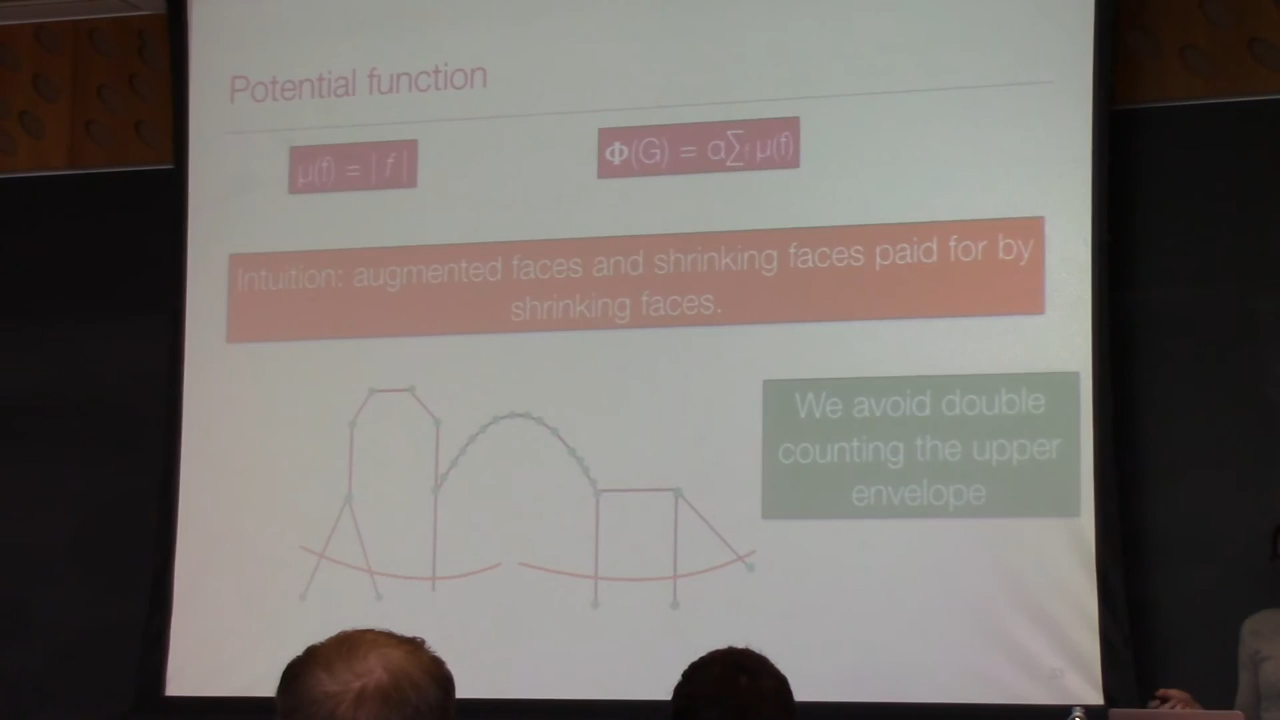 Potential function
μ(f) = | f |
Φ(G) = α∑f μ(f)
Intuition: augmented faces and shrinking faces paid for by
shrinking faces.
We avoid double
counting the upper
envelope